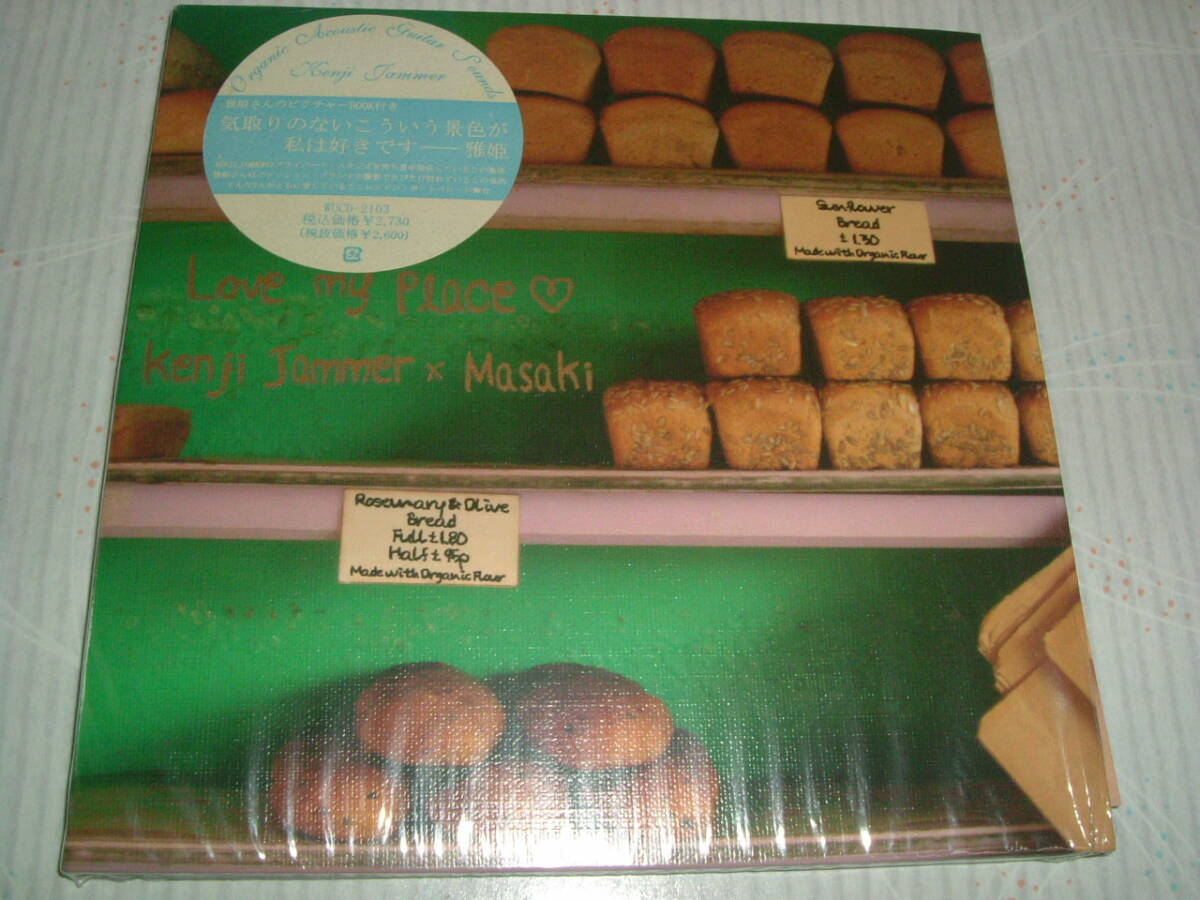 Organic Acoustic Guitar Sounds
Kenji Jammer
雅姫さんのピクチャーBOOK付き
気取りのないこういう景色が
私は好きです——雅姫
WUCD-2103
税込価格¥2,730
(税抜価格¥2,600)
Sunflower
Bread
£1.30
Made with Organic Flour
Love my Place ♡
Kenji Jammer × Masaki
Rosemary & Olive
Bread
Full £1.80
Half £ 95p
Made with Organic Flour